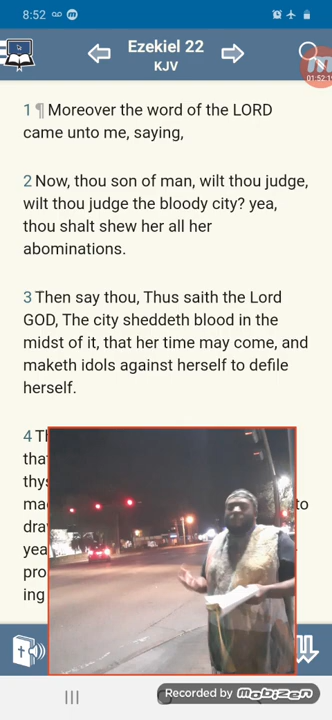 8:52
Ezekiel 22
KJV
01:52:19
1 ¶ Moreover the word of the LORD
came unto me, saying,
2 Now, thou son of man, wilt thou judge,
wilt thou judge the bloody city? yea,
thou shalt shew her all her
abominations.
3 Then say thou, Thus saith the Lord
GOD, The city sheddeth blood in the
midst of it, that her time may come, and
maketh idols against herself to defile
herself.
4 Th
tha
thys
ma to
dra
yea
pro
ing
Recorded by mobizen